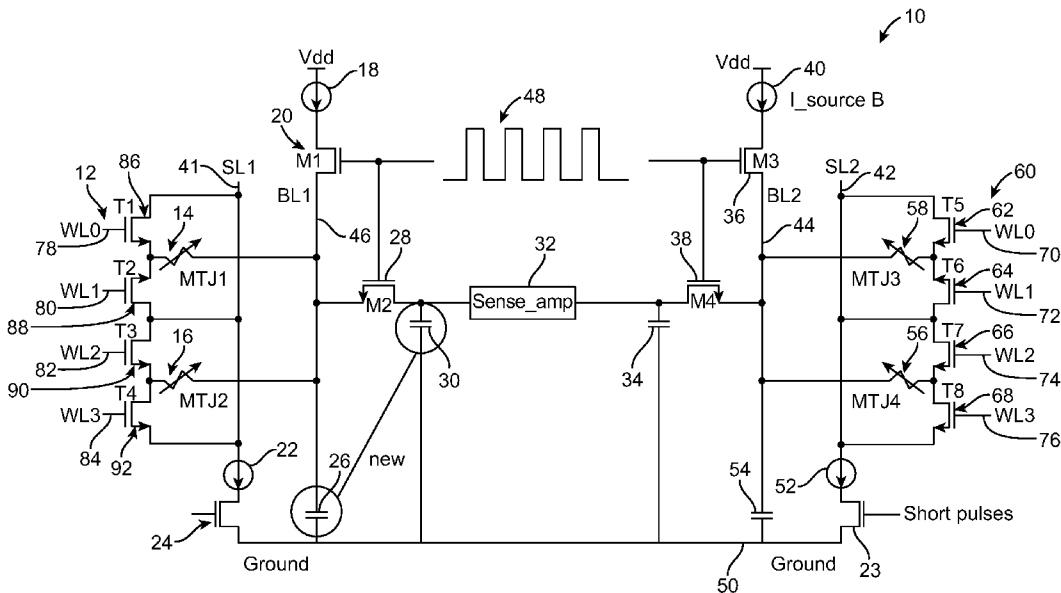 10
Vdd
18
Vdd
40
I_source B
48
20
M1
M3
41
SL1
SL2
42
12
86
T1
BL1
36
BL2
60
WL0
14
58
T5
62
WL0
78
46
28
32
38
44
70
MTJ1
MTJ3
T2
T6
64
WL1
M2
Sense_amp
M4
WL1
80
72
88
T3
T7
66
WL2
16
30
34
56
WL2
82
74
90
T4
MTJ2
MTJ4
T8
68
WL3
WL3
84
92
22
new
76
26
54
52
24
Short pulses
Ground
50
Ground
23